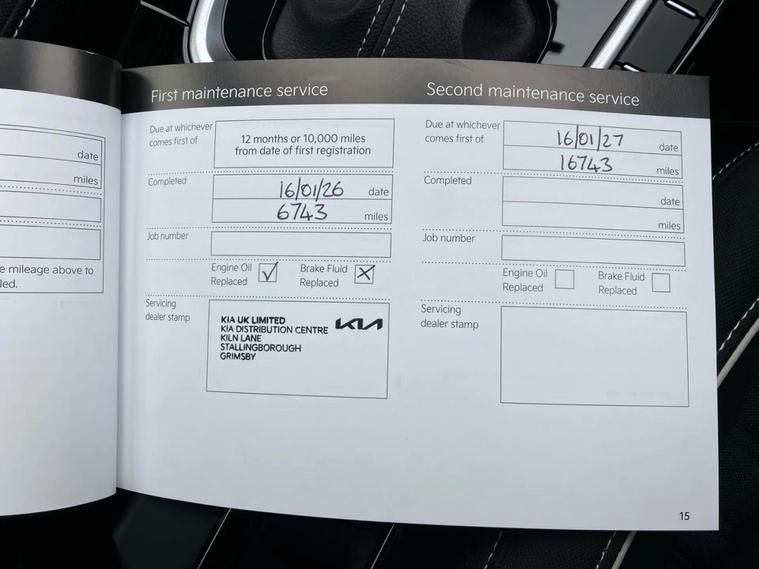 date
miles
e mileage above to
led.
First maintenance service
Due at whichever
comes first of
12 months or 10,000 miles
from date of first registration
Completed
16/01/26 date
6743 miles
Job number
Engine Oil
Replaced
Brake Fluid
Replaced
Servicing
dealer stamp
KIA UK LIMITED
KIA DISTRIBUTION CENTRE
KILN LANE
STALLINGBOROUGH
GRIMSBY
KIA
Second maintenance service
Due at whichever
comes first of
16/01/27 date
16743 miles
Completed
date
miles
Job number
Engine Oil
Replaced
Brake Fluid
Replaced
Servicing
dealer stamp
15